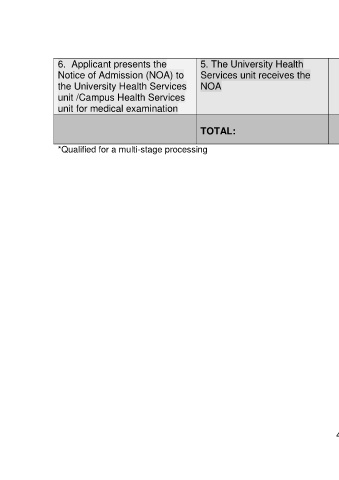 6.  Applicant presents the
Notice of Admission (NOA) to
the University Health Services
unit /Campus Health Services
unit for medical examination
5. The University Health
Services unit receives the
NOA
TOTAL:
*Qualified for a multi-stage processing
4